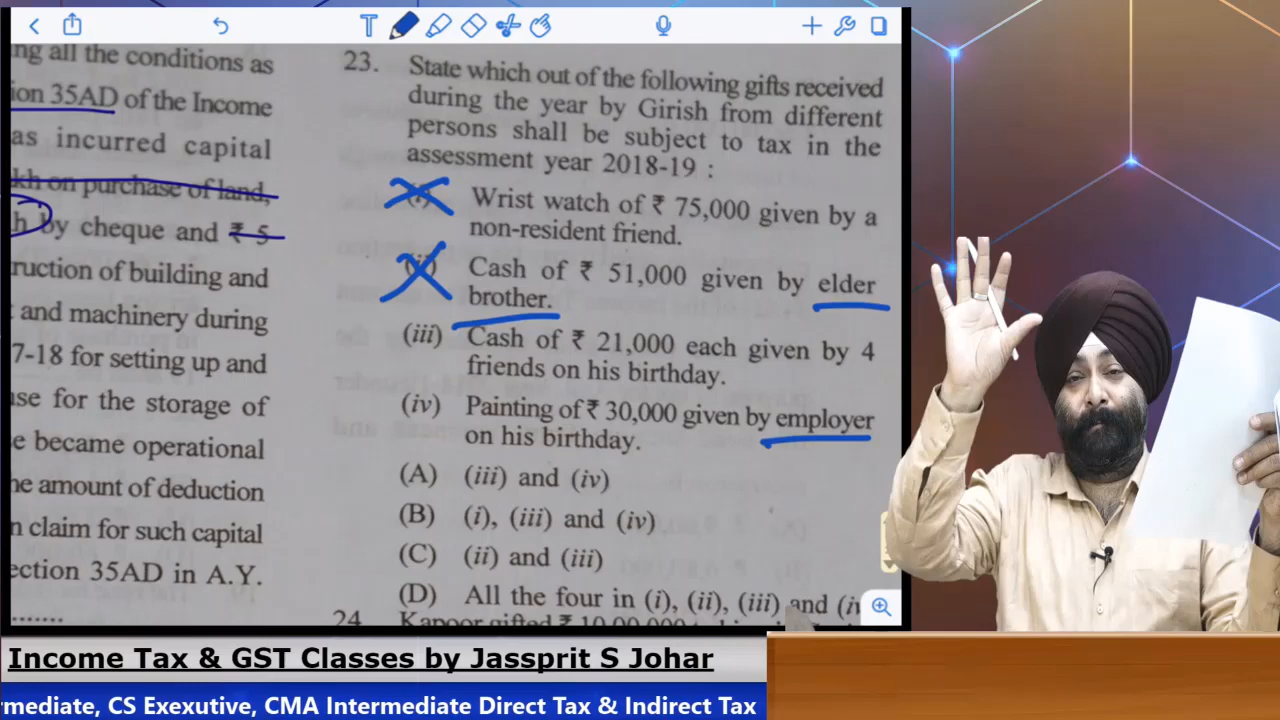 ng all the conditions as
ion 35AD of the Income
as incurred capital
kh on purchase of land,
h by cheque and ₹ 5
ruction of building and
t and machinery during
7-18 for setting up and
ase for the storage of
e became operational
he amount of deduction
n claim for such capital
ection 35AD in A.Y.
.......
23. State which out of the following gifts received
during the year by Girish from different
persons shall be subject to tax in the
assessment year 2018-19 :
Wrist watch of ₹ 75,000 given by a
non-resident friend.
Cash of ₹ 51,000 given by elder
brother.
(iii) Cash of ₹ 21,000 each given by 4
friends on his birthday.
(iv) Painting of ₹ 30,000 given by employer
on his birthday.
(A) (iii) and (iv)
(B) (i), (iii) and (iv)
(C) (ii) and (iii)
(D) All the four in (i), (ii), (iii) and (iv
24. Kapoor gifted ₹ 10,00,000
Income Tax & GST Classes by Jassprit S Johar
rmediate, CS Exexutive, CMA Intermediate Direct Tax & Indirect Tax